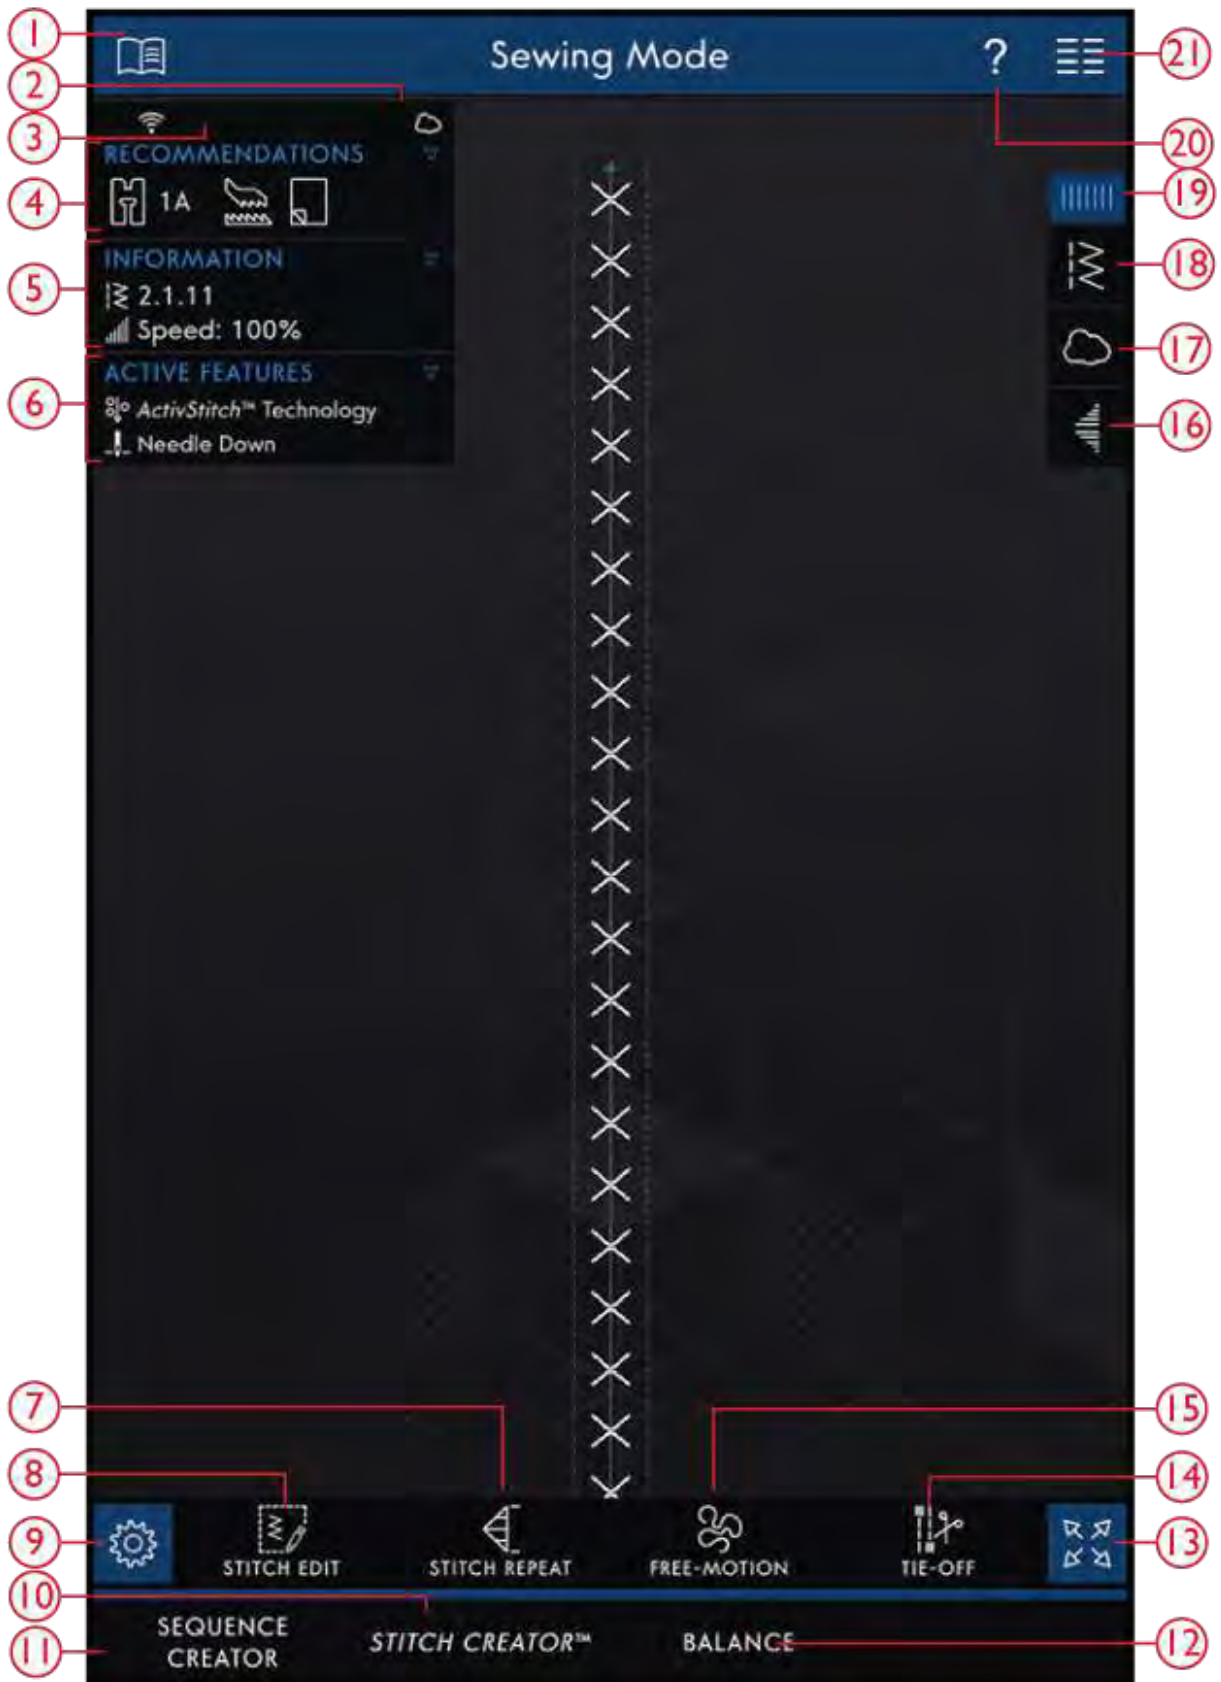 1
Sewing Mode
?
21
2
3
20
RECOMMENDATIONS
4
1A
19
INFORMATION
5
2.1.11
18
Speed: 100%
17
ACTIVE FEATURES
6
ActivStitch™ Technology
16
Needle Down
7
15
8
14
9
13
STITCH EDIT
STITCH REPEAT
FREE-MOTION
TIE-OFF
10
SEQUENCE
CREATOR
STITCH CREATOR™
BALANCE
11
12